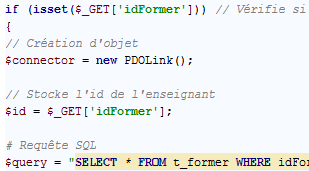 if (isset($_GET['idFormer'])) // Vérifie si
{
// Création d'objet
$connector = new PDOLink();
// Stocke l'id de l'enseignant
$id = $_GET['idFormer'];
# Requête SQL
$query = "SELECT * FROM t_former WHERE idFor